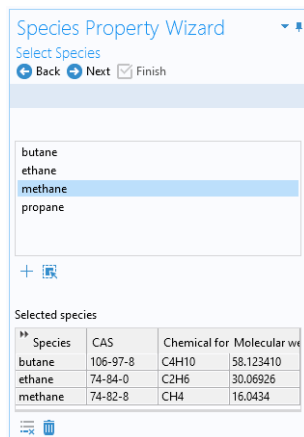 Species Property Wizard
Select Species
Back Next Finish
butane
ethane
methane
propane
Selected species
Species CAS Chemical for Molecular we
butane 106-97-8 C4H10 58.123410
ethane 74-84-0 C2H6 30.06926
methane 74-82-8 CH4 16.0434